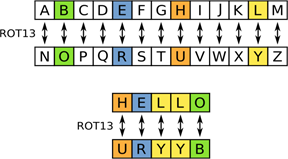 A B C D E F G H I J K L M
ROT13
N O P Q R S T U V W X Y Z
H E L L O
ROT13
U R Y Y B